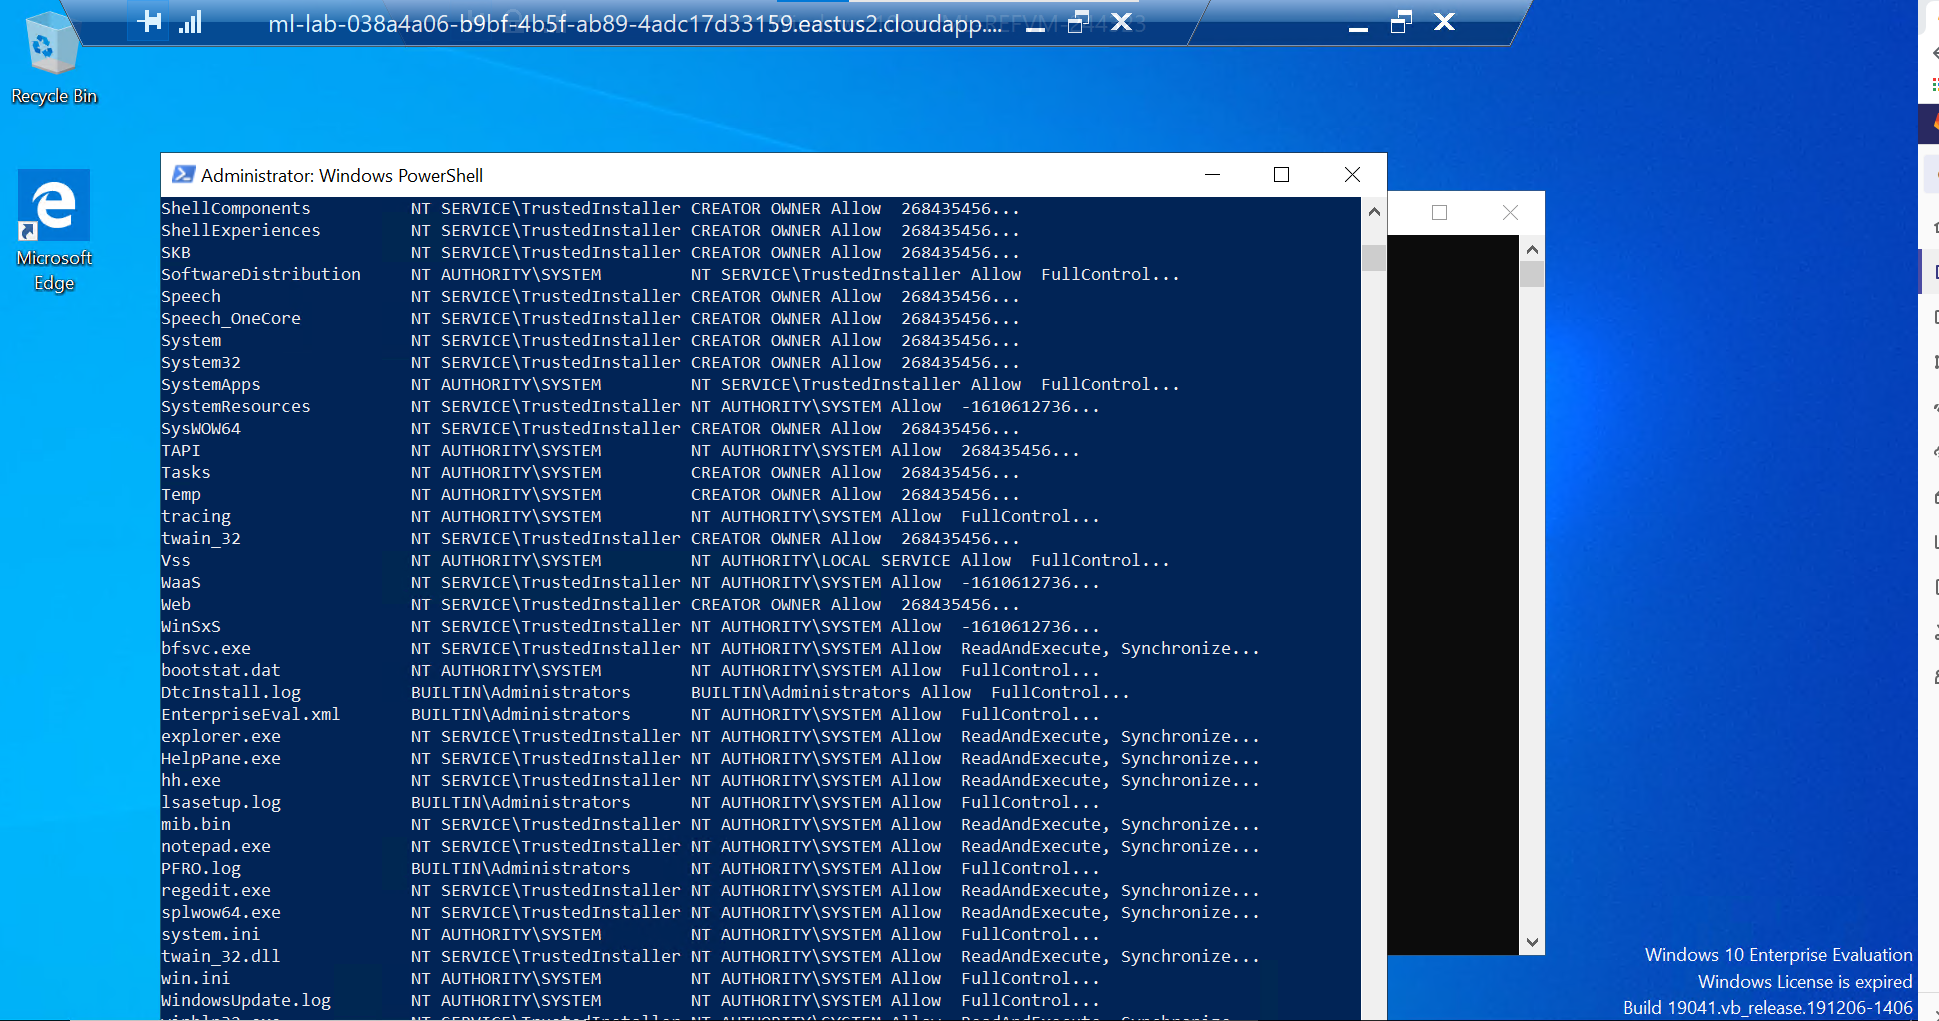 ml-lab-038a4a06-b9bf-4b5f-ab89-4adc17d33159.eastus2.cloudapp....
Recycle Bin
Microsoft
Edge
Administrator: Windows PowerShell
ShellComponents NT SERVICE\TrustedInstaller CREATOR OWNER Allow 268435456...
ShellExperiences NT SERVICE\TrustedInstaller CREATOR OWNER Allow 268435456...
SKB NT SERVICE\TrustedInstaller CREATOR OWNER Allow 268435456...
SoftwareDistribution NT AUTHORITY\SYSTEM NT SERVICE\TrustedInstaller Allow FullControl...
Speech NT SERVICE\TrustedInstaller CREATOR OWNER Allow 268435456...
Speech_OneCore NT SERVICE\TrustedInstaller CREATOR OWNER Allow 268435456...
System NT SERVICE\TrustedInstaller CREATOR OWNER Allow 268435456...
System32 NT SERVICE\TrustedInstaller CREATOR OWNER Allow 268435456...
SystemApps NT AUTHORITY\SYSTEM NT SERVICE\TrustedInstaller Allow FullControl...
SystemResources NT SERVICE\TrustedInstaller NT AUTHORITY\SYSTEM Allow -1610612736...
SysWOW64 NT SERVICE\TrustedInstaller CREATOR OWNER Allow 268435456...
TAPI NT AUTHORITY\SYSTEM NT AUTHORITY\SYSTEM Allow 268435456...
Tasks NT AUTHORITY\SYSTEM CREATOR OWNER Allow 268435456...
Temp NT AUTHORITY\SYSTEM CREATOR OWNER Allow 268435456...
tracing NT AUTHORITY\SYSTEM NT AUTHORITY\SYSTEM Allow FullControl...
twain_32 NT SERVICE\TrustedInstaller CREATOR OWNER Allow 268435456...
Vss NT AUTHORITY\SYSTEM NT AUTHORITY\LOCAL SERVICE Allow FullControl...
WaaS NT SERVICE\TrustedInstaller NT AUTHORITY\SYSTEM Allow -1610612736...
Web NT SERVICE\TrustedInstaller CREATOR OWNER Allow 268435456...
WinSxS NT SERVICE\TrustedInstaller NT AUTHORITY\SYSTEM Allow -1610612736...
bfsvc.exe NT SERVICE\TrustedInstaller NT AUTHORITY\SYSTEM Allow ReadAndExecute, Synchronize...
bootstat.dat NT AUTHORITY\SYSTEM NT AUTHORITY\SYSTEM Allow FullControl...
DtcInstall.log BUILTIN\Administrators BUILTIN\Administrators Allow FullControl...
EnterpriseEval.xml BUILTIN\Administrators NT AUTHORITY\SYSTEM Allow FullControl...
explorer.exe NT SERVICE\TrustedInstaller NT AUTHORITY\SYSTEM Allow ReadAndExecute, Synchronize...
HelpPane.exe NT SERVICE\TrustedInstaller NT AUTHORITY\SYSTEM Allow ReadAndExecute, Synchronize...
hh.exe NT SERVICE\TrustedInstaller NT AUTHORITY\SYSTEM Allow ReadAndExecute, Synchronize...
lsasetup.log BUILTIN\Administrators NT AUTHORITY\SYSTEM Allow FullControl...
mib.bin NT SERVICE\TrustedInstaller NT AUTHORITY\SYSTEM Allow ReadAndExecute, Synchronize...
notepad.exe NT SERVICE\TrustedInstaller NT AUTHORITY\SYSTEM Allow ReadAndExecute, Synchronize...
PFRO.log BUILTIN\Administrators NT AUTHORITY\SYSTEM Allow FullControl...
regedit.exe NT SERVICE\TrustedInstaller NT AUTHORITY\SYSTEM Allow ReadAndExecute, Synchronize...
splwow64.exe NT SERVICE\TrustedInstaller NT AUTHORITY\SYSTEM Allow ReadAndExecute, Synchronize...
system.ini NT AUTHORITY\SYSTEM NT AUTHORITY\SYSTEM Allow FullControl...
twain_32.dll NT SERVICE\TrustedInstaller NT AUTHORITY\SYSTEM Allow ReadAndExecute, Synchronize...
win.ini NT AUTHORITY\SYSTEM NT AUTHORITY\SYSTEM Allow FullControl...
WindowsUpdate.log NT AUTHORITY\SYSTEM NT AUTHORITY\SYSTEM Allow FullControl...
Windows 10 Enterprise Evaluation
Windows License is expired
Build 19041.vb_release.191206-1406